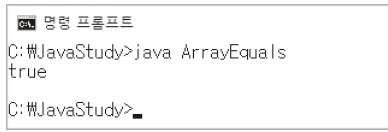 명령 프롬프트
C:₩JavaStudy>java ArrayEquals
true
C:₩JavaStudy>